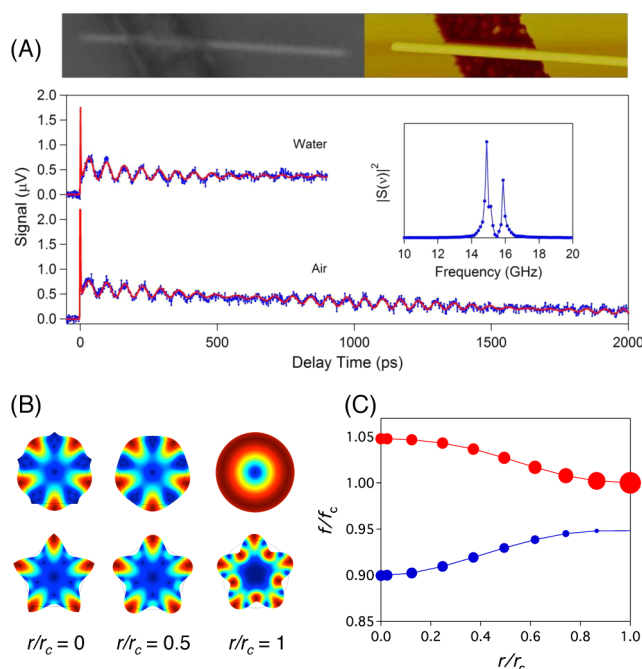 (A)
2.0
1.5
1.0
0.5
0.0
Water
2.0
1.5
1.0
0.5
0.0
Air
Signal (μV)
0
500
1000
1500
2000
Delay Time (ps)
|S(ν)|²
10 12 14 16 18 20
Frequency (GHz)
(B)
r/rc = 0
r/rc = 0.5
r/rc = 1
(C)
f/fc
1.05
1.00
0.95
0.90
0.85
0.0 0.2 0.4 0.6 0.8 1.0
r/rc